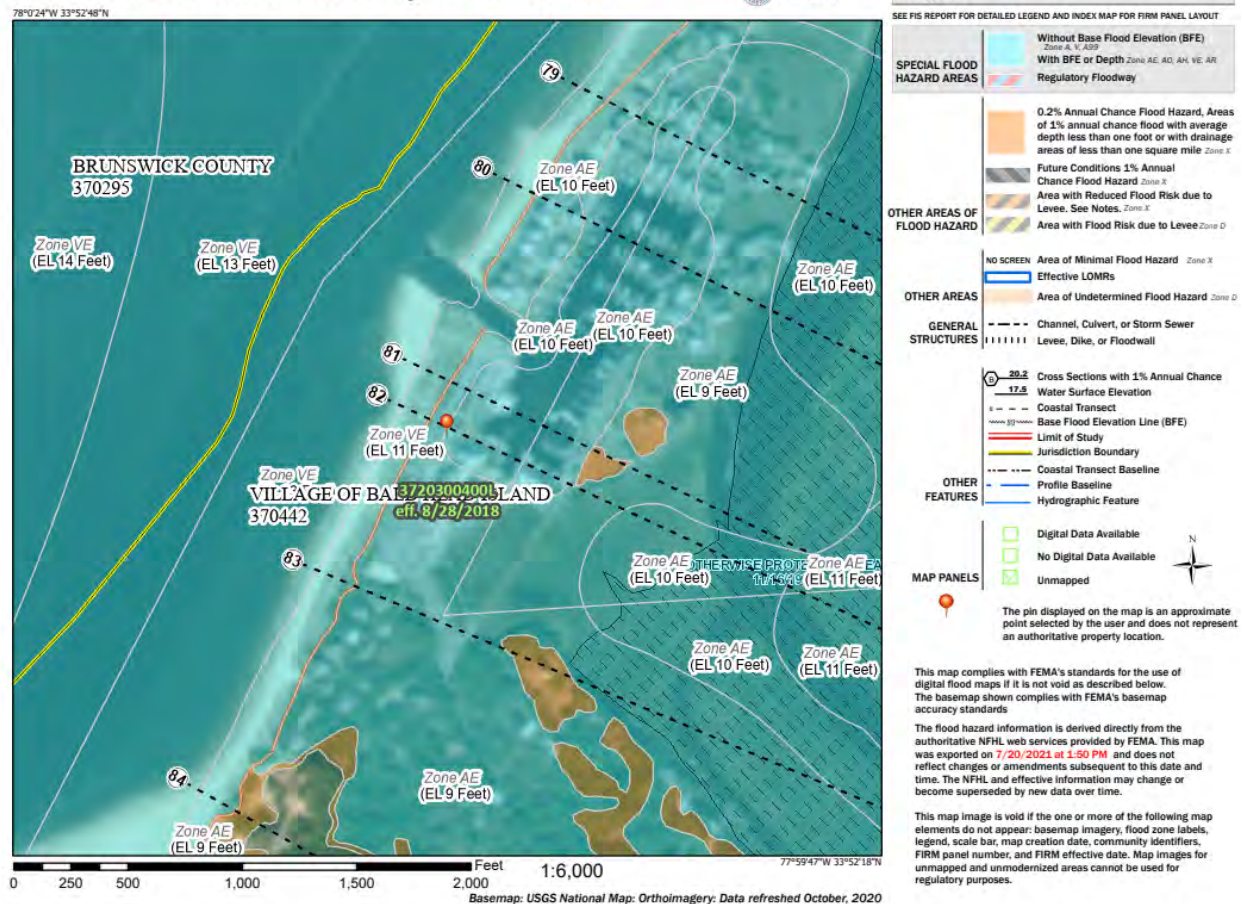 78°0'24"W 33°52'48"N
79
80
Zone AE
(EL 10 Feet)
BRUNSWICK COUNTY
370295
Zone VE
(EL 14 Feet)
Zone VE
(EL 13 Feet)
Zone AE
(EL 10 Feet)
Zone AE
(EL 10 Feet)
Zone AE
(EL 10 Feet)
81
82
Zone AE
(EL 9 Feet)
Zone VE
(EL 11 Feet)
Zone VE
VILLAGE OF BALD HEAD ISLAND
370442
3720300400L
eff. 8/28/2018
83
Zone AE
(EL 10 Feet)
Zone AE
(EL 11 Feet)
Zone AE
(EL 10 Feet)
Zone AE
(EL 11 Feet)
84
Zone AE
(EL 9 Feet)
Zone AE
(EL 9 Feet)
77°59'47"W 33°52'18"N
Feet
0 250 500 1,000 1,500 2,000
1:6,000
Basemap: USGS National Map: Orthoimagery: Data refreshed October, 2020
SEE FIS REPORT FOR DETAILED LEGEND AND INDEX MAP FOR FIRM PANEL LAYOUT
SPECIAL FLOOD
HAZARD AREAS
Without Base Flood Elevation (BFE)
Zone A, V, A99
With BFE or Depth Zone AE, AO, AH, VE, AR
Regulatory Floodway
OTHER AREAS OF
FLOOD HAZARD
0.2% Annual Chance Flood Hazard, Areas
of 1% annual chance flood with average
depth less than one foot or with drainage
areas of less than one square mile Zone X
Future Conditions 1% Annual
Chance Flood Hazard Zone X
Area with Reduced Flood Risk due to
Levee. See Notes. Zone X
Area with Flood Risk due to Levee Zone D
OTHER AREAS
NO SCREEN Area of Minimal Flood Hazard Zone X
Effective LOMRs
Area of Undetermined Flood Hazard Zone D
GENERAL
STRUCTURES
Channel, Culvert, or Storm Sewer
Levee, Dike, or Floodwall
OTHER
FEATURES
B 20.2 Cross Sections with 1% Annual Chance
17.5 Water Surface Elevation
Coastal Transect
Base Flood Elevation Line (BFE)
Limit of Study
Jurisdiction Boundary
Coastal Transect Baseline
Profile Baseline
Hydrographic Feature
MAP PANELS
Digital Data Available
No Digital Data Available
Unmapped
N
The pin displayed on the map is an approximate
point selected by the user and does not represent
an authoritative property location.
This map complies with FEMA's standards for the use of
digital flood maps if it is not void as described below.
The basemap shown complies with FEMA's basemap
accuracy standards
The flood hazard information is derived directly from the
authoritative NFHL web services provided by FEMA. This map
was exported on 7/20/2021 at 1:50 PM and does not
reflect changes or amendments subsequent to this date and
time. The NFHL and effective information may change or
become superseded by new data over time.
This map image is void if the one or more of the following map
elements do not appear: basemap imagery, flood zone labels,
legend, scale bar, map creation date, community identifiers,
FIRM panel number, and FIRM effective date. Map images for
unmapped and unmodernized areas cannot be used for
regulatory purposes.